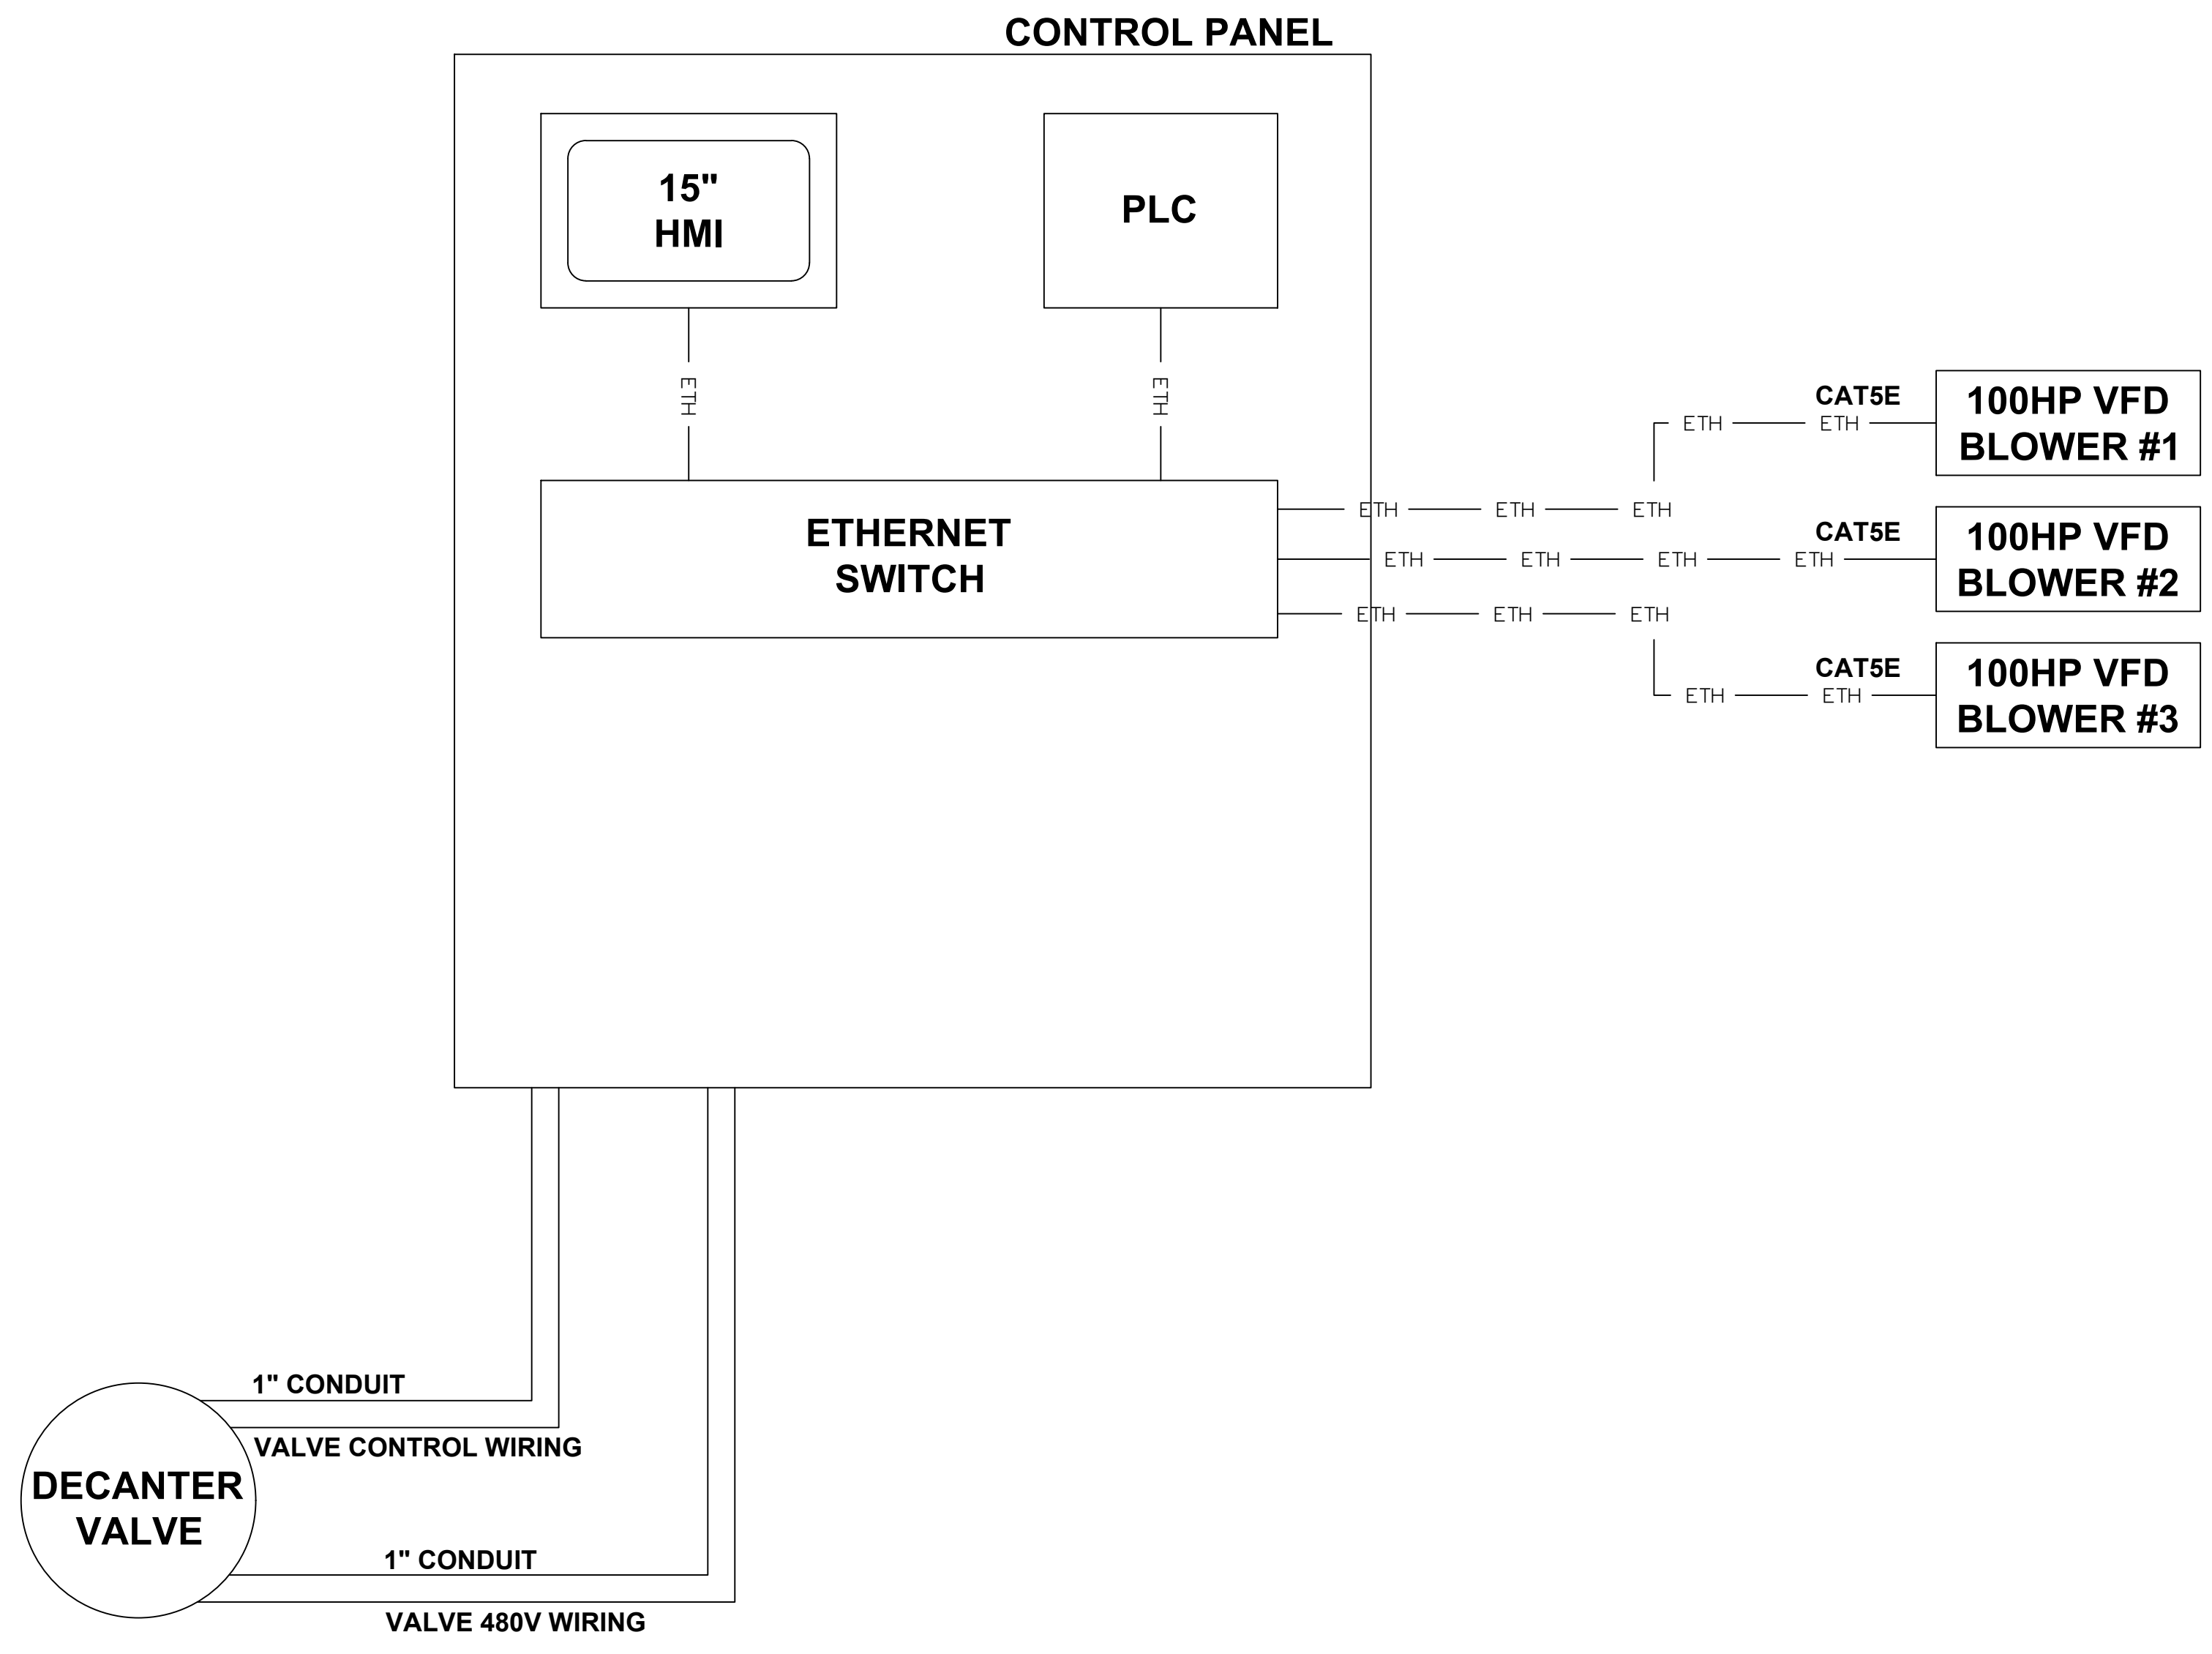 CONTROL PANEL
15"
HMI
PLC
ETH
ETH
ETHERNET
SWITCH
CAT5E
ETH ETH
100HP VFD
BLOWER #1
ETH ETH ETH
CAT5E
ETH ETH ETH ETH
100HP VFD
BLOWER #2
ETH ETH ETH
CAT5E
ETH ETH
100HP VFD
BLOWER #3
1" CONDUIT
VALVE CONTROL WIRING
DECANTER
VALVE
1" CONDUIT
VALVE 480V WIRING